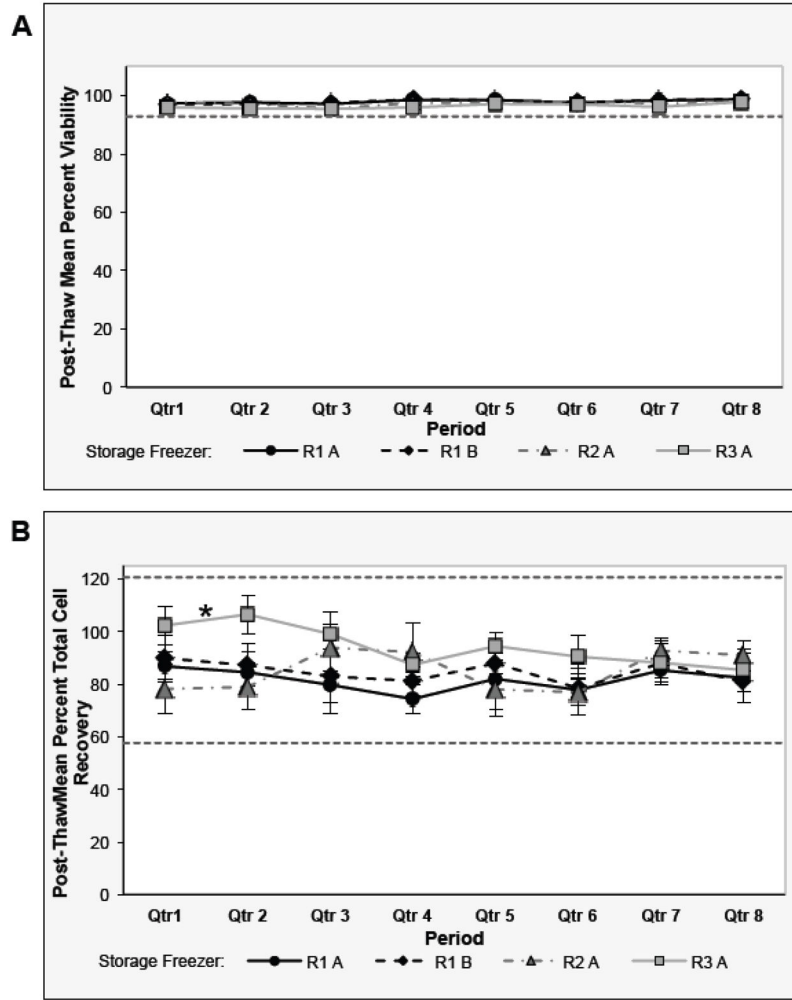 A
Post-Thaw Mean Percent Viability
100
80
60
40
20
0
Qtr1 Qtr 2 Qtr 3 Qtr 4 Qtr 5 Qtr 6 Qtr 7 Qtr 8
Period
Storage Freezer: R1 A R1 B R2 A R3 A
B
Post-ThawMean Percent Total Cell
Recovery
120
100
80
60
40
20
0
*
Qtr1 Qtr 2 Qtr 3 Qtr 4 Qtr 5 Qtr 6 Qtr 7 Qtr 8
Period
Storage Freezer: R1 A R1 B R2 A R3 A